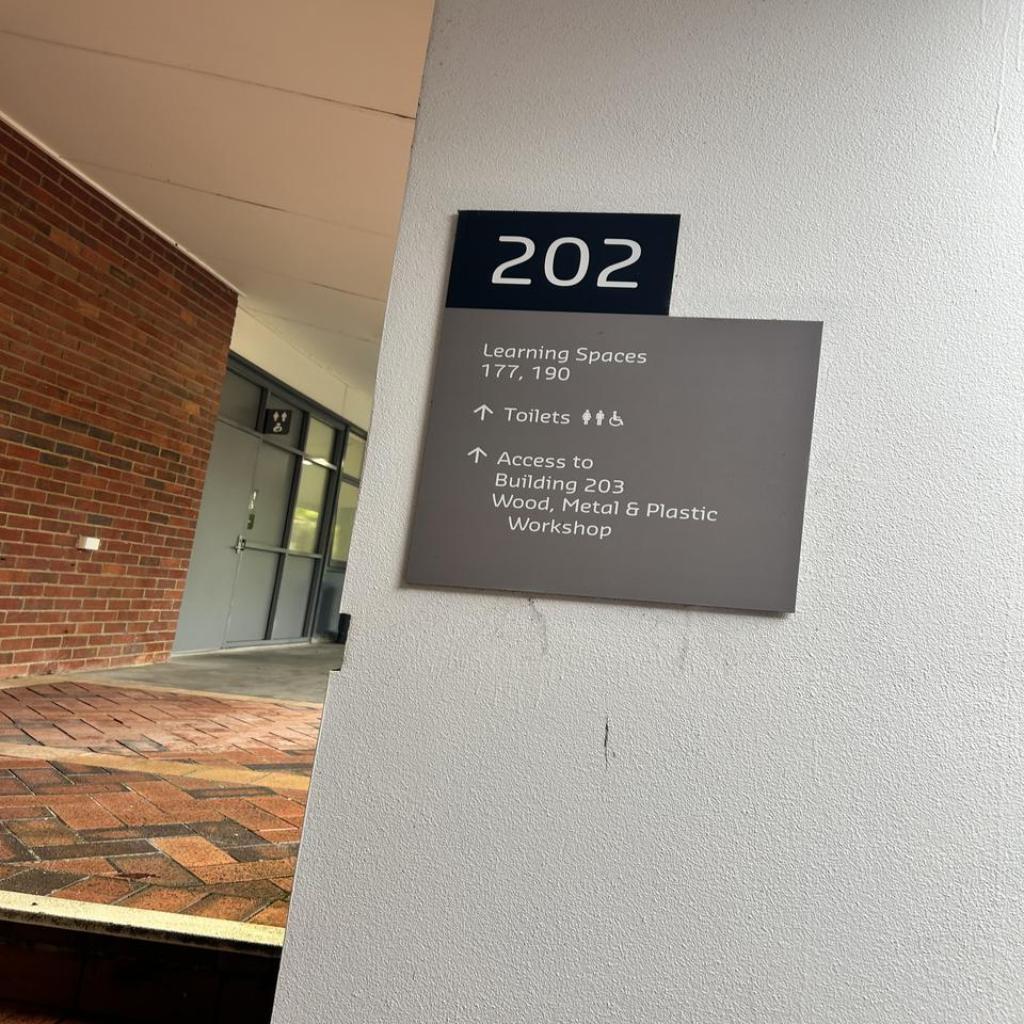 202
Learning Spaces
177, 190
↑ Toilets
↑ Access to
Building 203
Wood, Metal & Plastic
Workshop